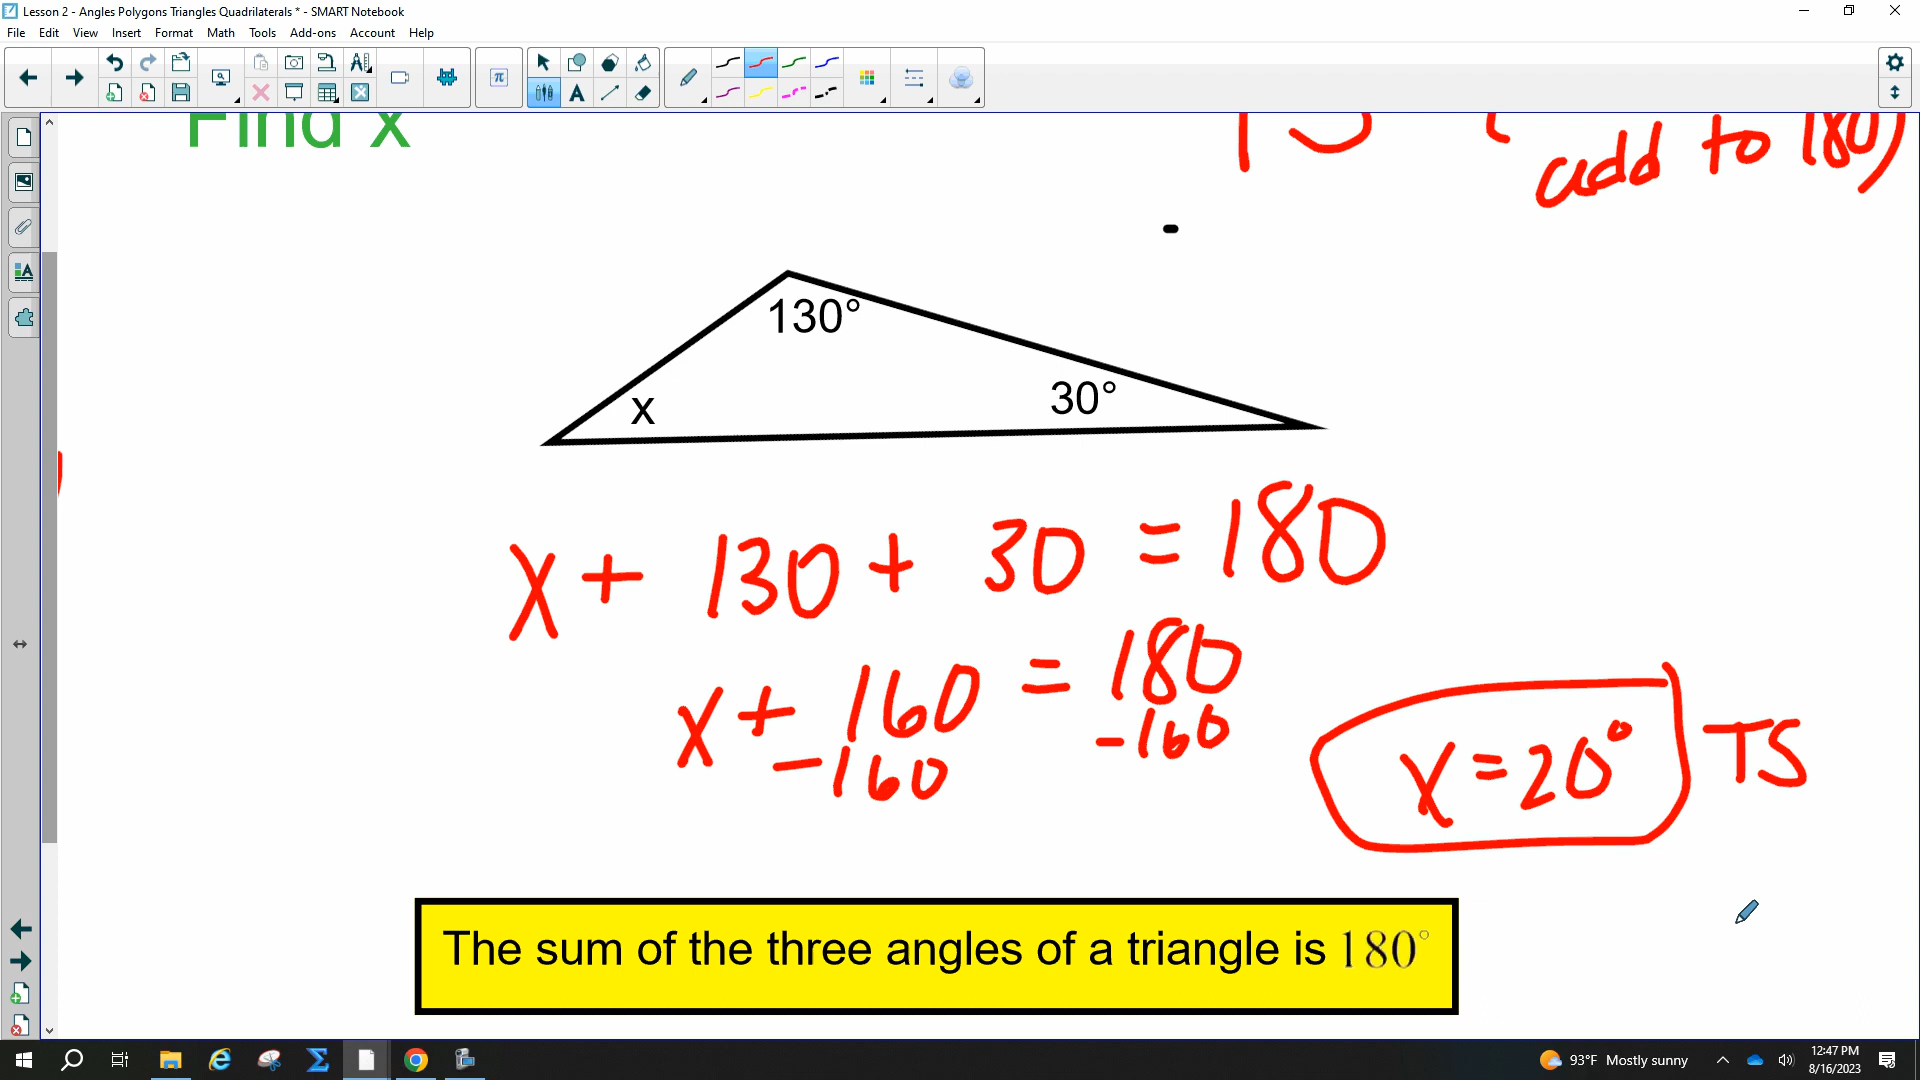 Lesson 2 - Angles Polygons Triangles Quadrilaterals * - SMART Notebook
File Edit View Insert Format Math Tools Add-ons Account Help
Find x
add to 180)
130°
x
30°
x + 130 + 30 = 180
x + 160 = 180
-160 -160
x = 20° TS
The sum of the three angles of a triangle is 180°
93°F Mostly sunny
12:47 PM
8/16/2023